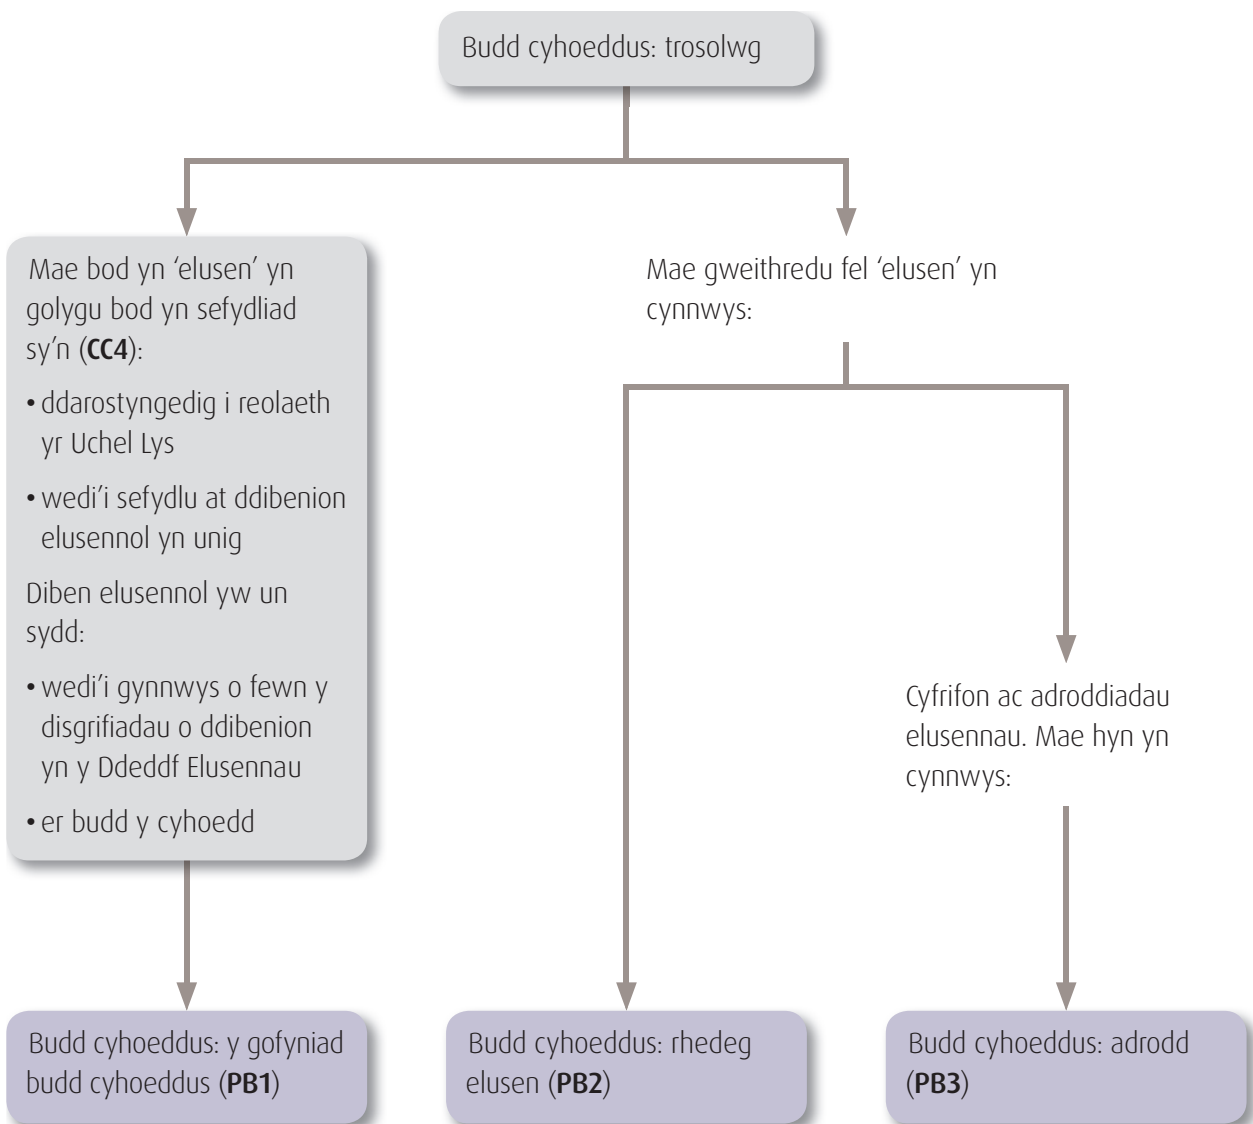 Budd cyhoeddus: trosolwg
Mae bod yn ‘elusen’ yn
golygu bod yn sefydliad
sy’n (CC4):
• ddarostyngedig i reolaeth
yr Uchel Lys
• wedi’i sefydlu at ddibenion
elusennol yn unig
Diben elusennol yw un
sydd:
• wedi’i gynnwys o fewn y
disgrifiadau o ddibenion
yn y Ddeddf Elusennau
• er budd y cyhoedd
Mae gweithredu fel ‘elusen’ yn
cynnwys:
Cyfrifon ac adroddiadau
elusennau. Mae hyn yn
cynnwys:
Budd cyhoeddus: y gofyniad
budd cyhoeddus (PB1)
Budd cyhoeddus: rhedeg
elusen (PB2)
Budd cyhoeddus: adrodd
(PB3)